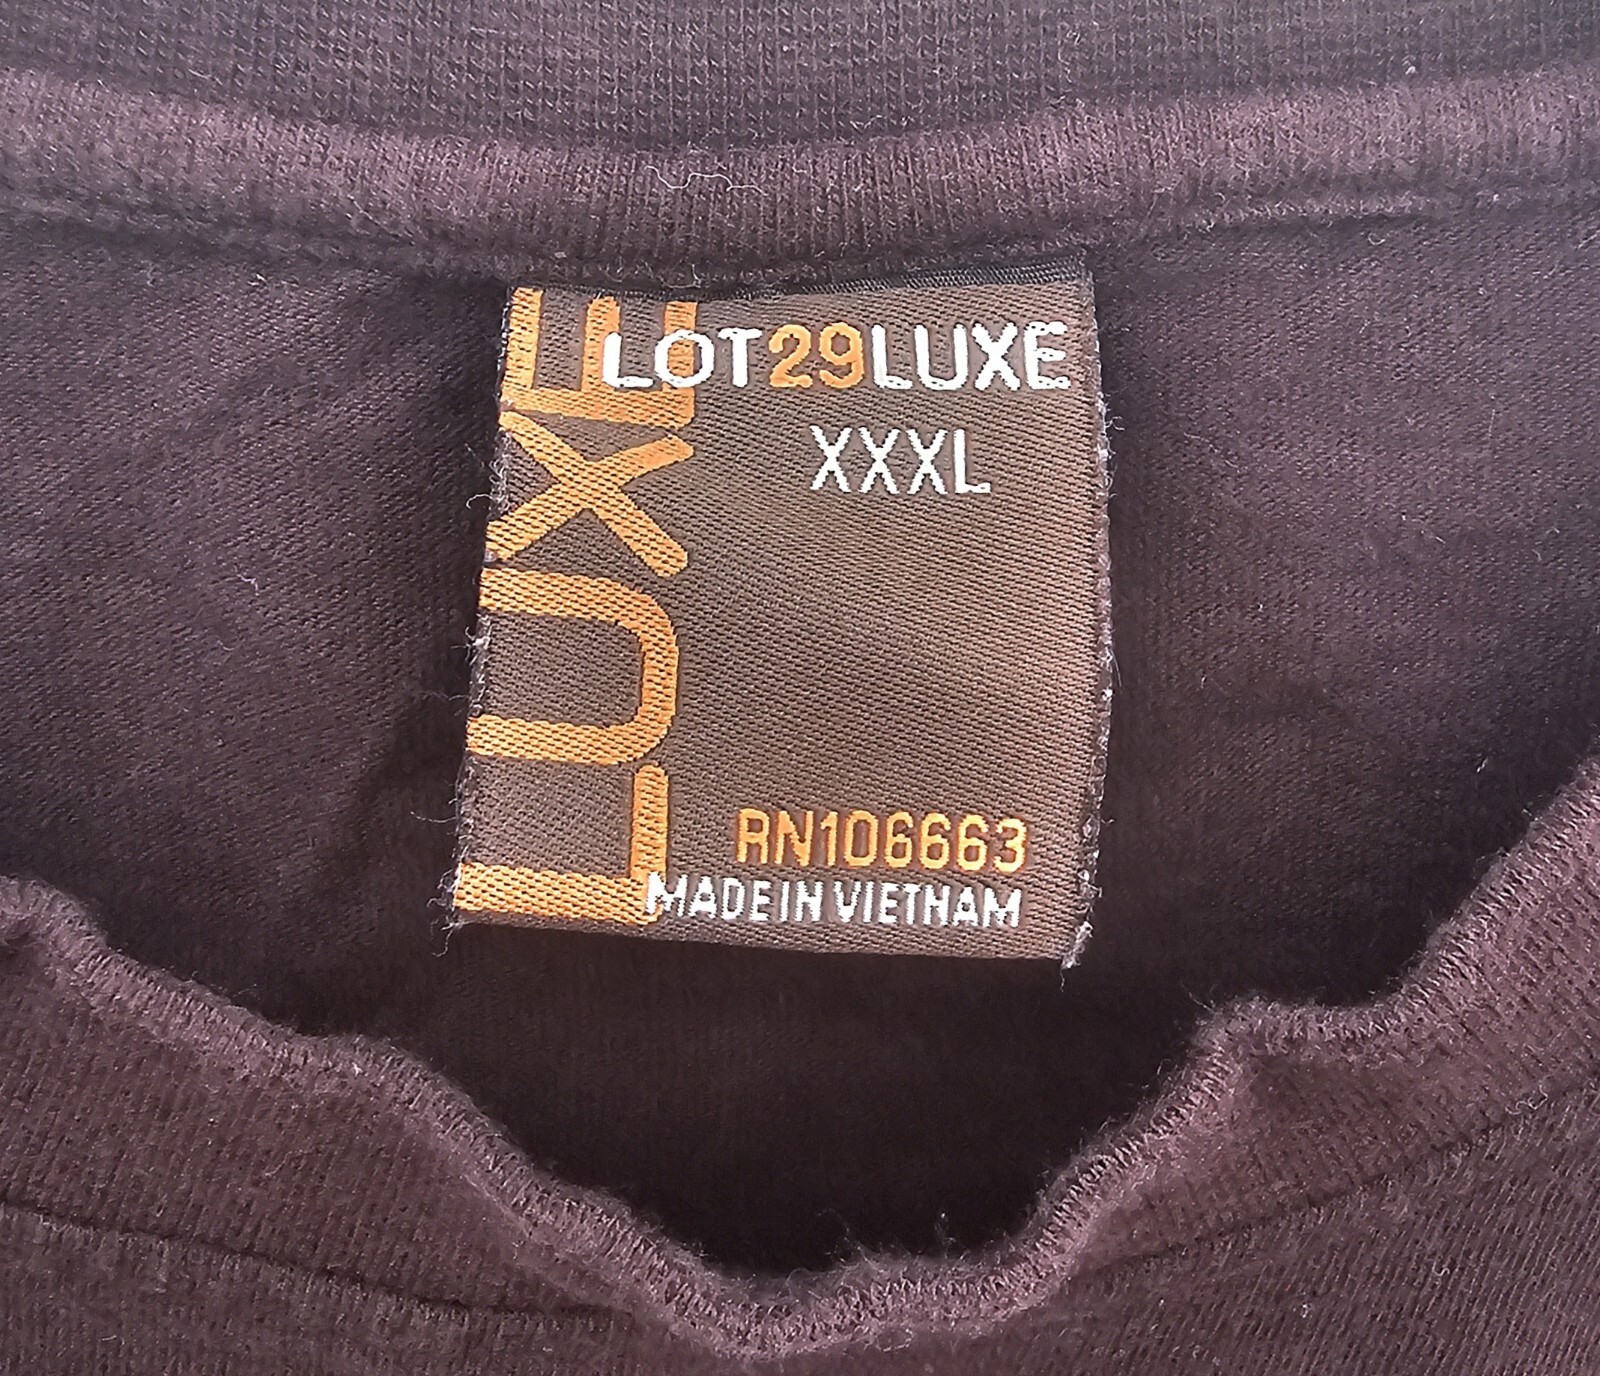 LUXE
LOT29LUXE
XXXL
RN106663
MADE IN VIETNAM